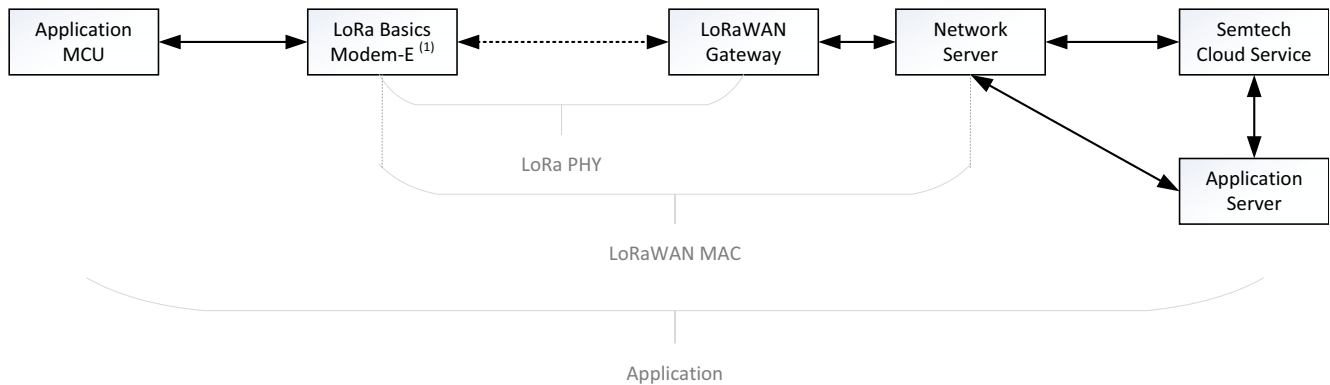 Application
MCU
LoRa Basics
Modem-E (1)
LoRaWAN
Gateway
Network
Server
Semtech
Cloud Service
LoRa PHY
Application
Server
LoRaWAN MAC
Application